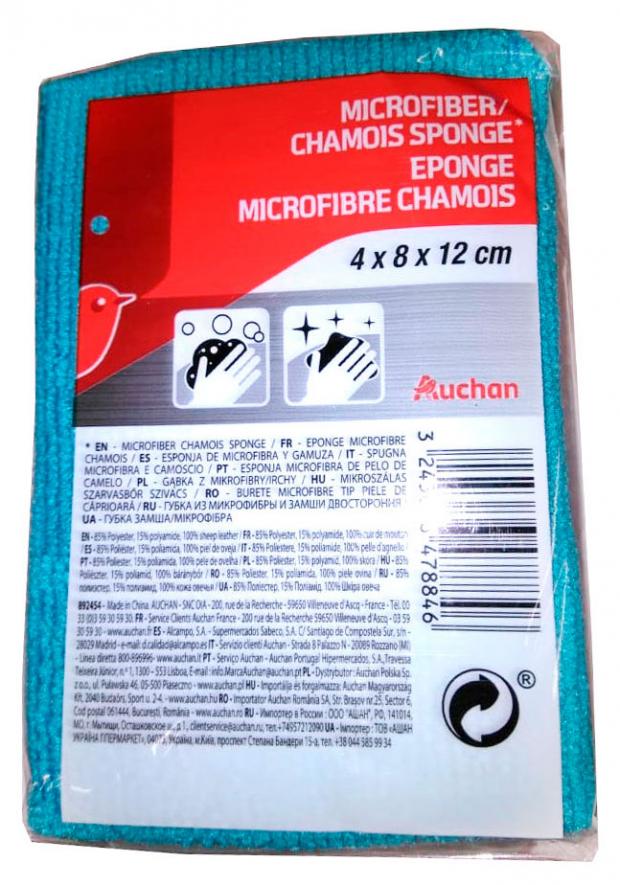 MICROFIBER/
CHAMOIS SPONGE*
EPONGE
MICROFIBRE CHAMOIS
4 x 8 x 12 cm
Auchan
* EN - MICROFIBER CHAMOIS SPONGE / FR - EPONGE MICROFIBRE
CHAMOIS / ES - ESPONJA DE MICROFIBRA Y GAMUZA / IT - SPUGNA
MICROFIBRA E CAMOSCIO / PT - ESPONJA MICROFIBRA DE PELO DE
CAMELO / PL - GĄBKA Z MIKROFIBRY/IRCHY / HU - MIKROSZÁLAS
SZARVASBŐR SZIVACS / RO - BURETE MICROFIBRE TIP PIELE DE
CĂPRIOARĂ / RU - ГУБКА ИЗ МИКРОФИБРЫ И ЗАМШИ ДВОСТОРОННЯ
UA - ГУБКА ЗАМША/МІКРОФІБРА
EN - 85% Polyester, 15% polyamide, 100% sheep leather / FR - 85% Polyester, 15% polyamide, 100% cuir de mouton
/ ES - 85% Poliéster, 15% poliamida, 100% piel de oveja / IT - 85% Poliestere, 15% poliamide, 100% pelle d'agnello /
PT - 85% Poliéster, 15% poliamida, 100% pele de ovelha / PL - 85% Poliester, 15% poliamid, 100% skóra / HU - 85%
Poliészter, 15% poliamid, 100% báránybőr / RO - 85% Poliester, 15% poliamida, 100% piele ovina / RU - 85%
полиэстер, 15% полиамид, 100% кожа овечья / UA - 85% Поліестер, 15% Поліамід, 100% Шкіра овеча
892454 - Made in China. AUCHAN - SNC OIA - 200, rue de la Recherche - 59650 Villeneuve d'Ascq - France - Tél. 00
33 (0)3 59 30 59 30. FR - Service Clients Auchan France - 200 rue de la Recherche - 59650 Villeneuve d'Ascq - 03 59
30 59 30 - www.auchan.fr ES - Alcampo, S.A. - Supermercados Sabeco, S.A. C/ Santiago de Compostela Sur, s/n -
28029 Madrid - e-mail: d.calidad@alcampo.es IT - Servizio clienti Auchan - Strada 8 Palazzo N - 20089 Rozzano (MI)
- Linea diretta 800-896996 - www.auchan.it PT - Serviço Auchan - Auchan Portugal Hipermercados, S.A., Travessa
Teixeira Júnior, n.º 1, 1300 - 553 Lisboa, E-mail: info.MarcaAuchan@auchan.pt PL - Dystrybutor: Auchan Polska Sp.
z o.o., ul. Puławska 46, 05-500 Piaseczno - www.auchan.pl HU - Importálja és forgalmazza: Auchan Magyarország
Kft. 2040 Budaörs, Sport u. 2-4. - www.auchan.hu RO - Importator Auchan România SA, Str. Brașov nr.25, Sector 6,
Cod postal 061444, București, România - www.auchan.ro RU - Импортер в России : ООО "АШАН", РО, 141014,
МО, г. Мытищи, Осташковское ш., д.1, clientservice@auchan.ru, тел.+74957212090 UA - Імпортер : ТОВ «АШАН
УКРАЇНА ГІПЕРМАРКЕТ», 04073, Україна, м.Київ, проспект Степана Бандери 15-а, тел. +38 044 585 99 34
478846
®